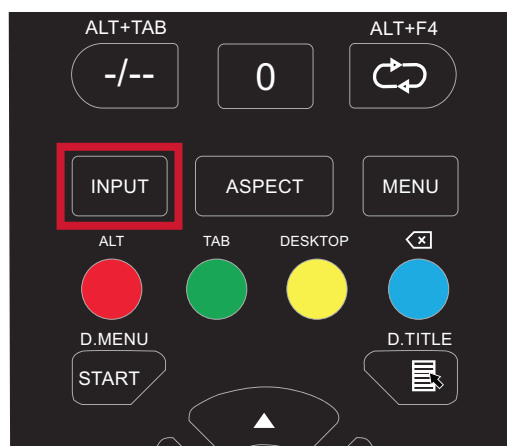 ALT+TAB ALT+F4
-/-- 0
INPUT ASPECT MENU
ALT TAB DESKTOP
D.MENU D.TITLE
START